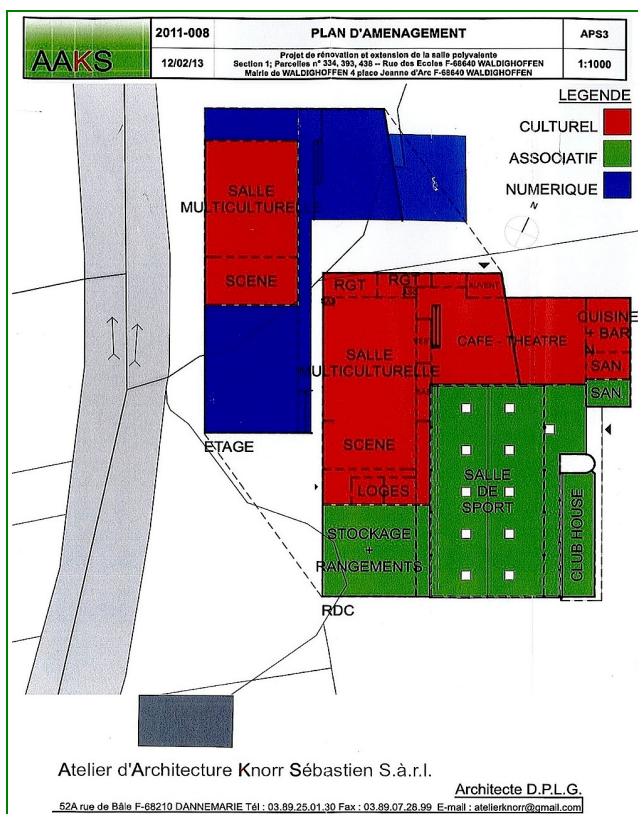 AAKS
2011-008
PLAN D'AMENAGEMENT
APS3
12/02/13
Projet de rénovation et extension de la salle polyvalente
Section 1; Parcelles n° 334, 393, 438 -- Rue des Ecoles F-68640 WALDIGHOFFEN
Mairie de WALDIGHOFFEN 4 place Jeanne d'Arc F-68640 WALDIGHOFFEN
1:1000
LEGENDE
CULTUREL
ASSOCIATIF
NUMERIQUE
N
SALLE
MULTICULTURELLE
SCENE
ETAGE
RGT
RGT
AUVENT
CUISINE
+ BAR
CAFE - THEATRE
SAN.
SAN.
SALLE
MULTICULTURELLE
SCENE
LOGES
SALLE
DE
SPORT
CLUB HOUSE
STOCKAGE
+
RANGEMENTS
RDC
Atelier d'Architecture Knorr Sébastien S.à.r.l.
Architecte D.P.L.G.
52A rue de Bâle F-68210 DANNEMARIE Tél : 03.89.25.01.30 Fax : 03.89.07.28.99 E-mail : atelierknorr@gmail.com